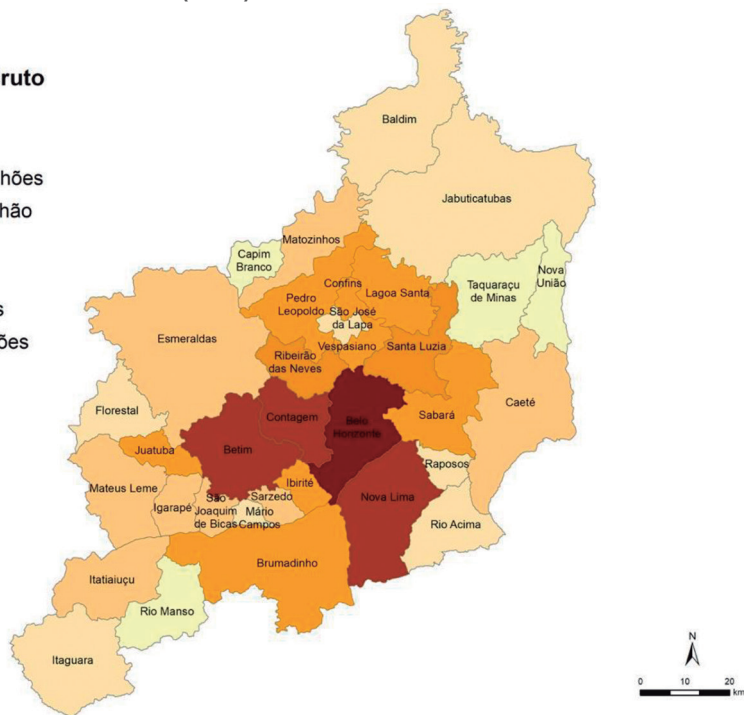 ruto
hões
hão
s
ões
Baldim
Jabuticatubas
Matozinhos
Capim
Branco
Nova
União
Taquaraçu
de Minas
Confins
Lagoa Santa
Pedro
Leopoldo
São José
da Lapa
Esmeraldas
Vespasiano
Santa Luzia
Ribeirão
das Neves
Florestal
Contagem
Belo
Horizonte
Sabará
Caeté
Juatuba
Betim
Raposos
Mateus Leme
Ibirité
Nova Lima
Igarapé
São
Joaquim
de Bicas
Sarzedo
Mário
Campos
Rio Acima
Brumadinho
Itatiaiuçu
Rio Manso
Itaguara
N
0 10 20
km